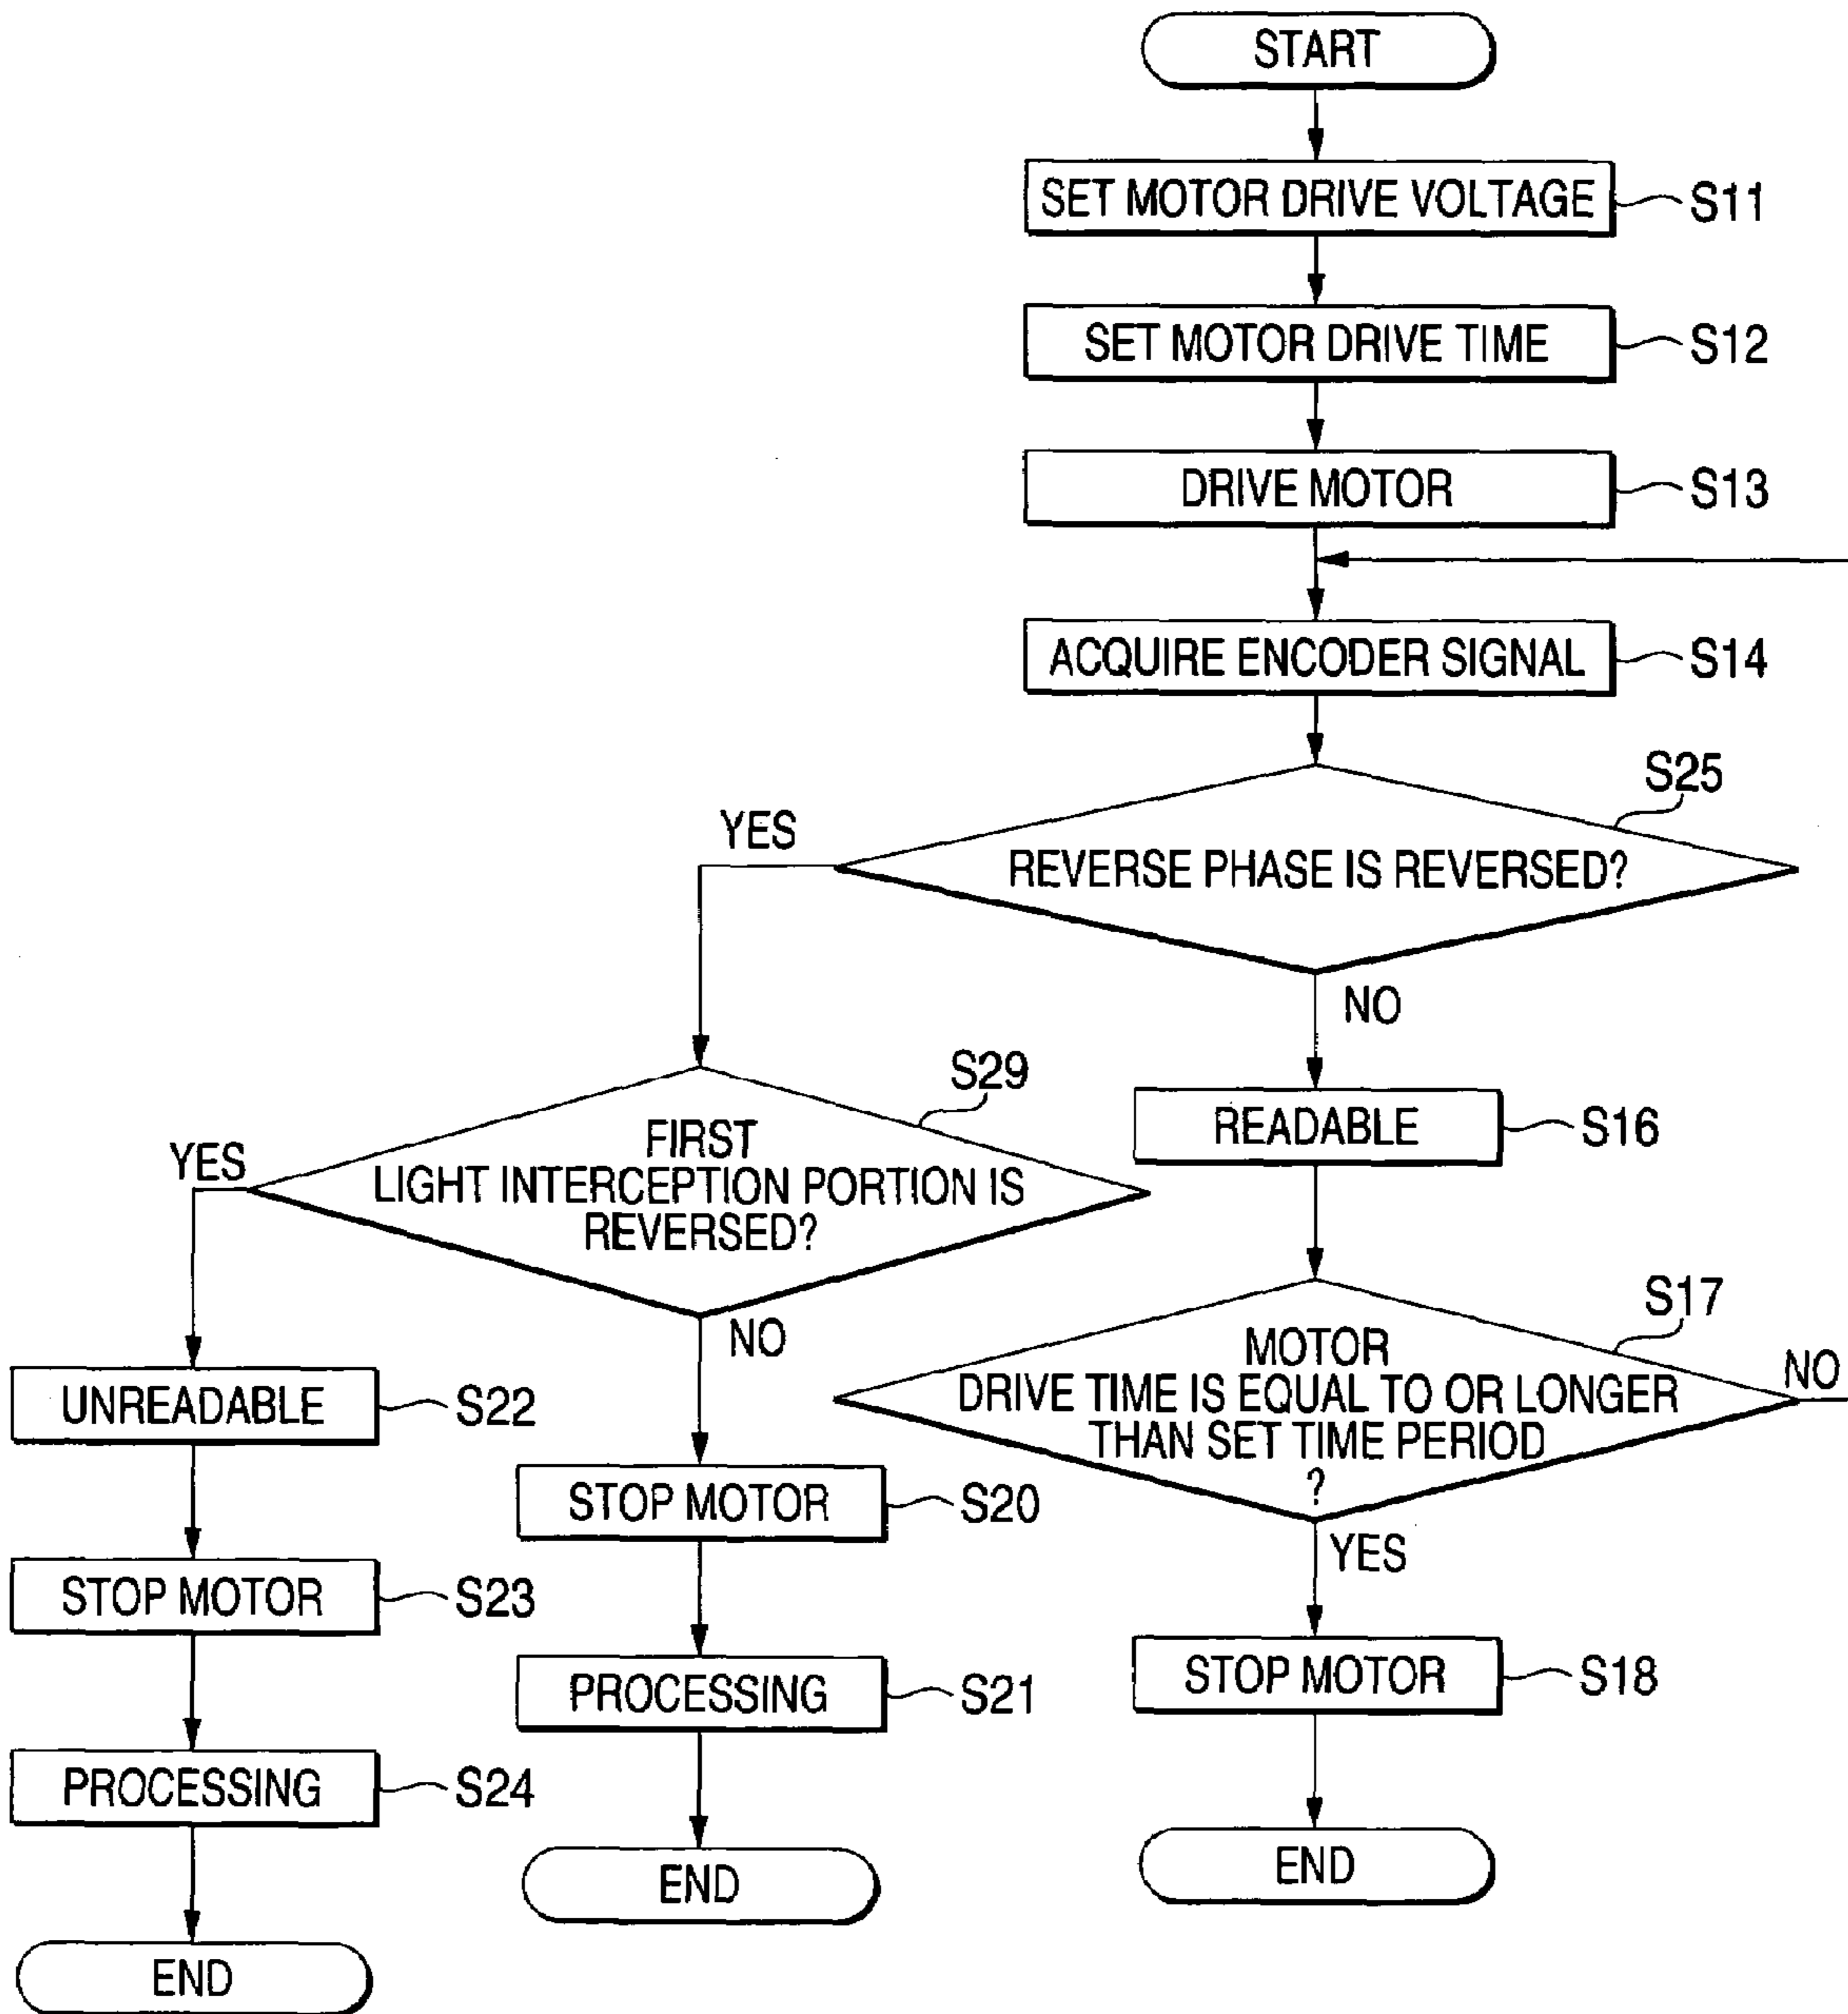 START
SET MOTOR DRIVE VOLTAGE S11
SET MOTOR DRIVE TIME S12
DRIVE MOTOR S13
ACQUIRE ENCODER SIGNAL S14
S25
YES
REVERSE PHASE IS REVERSED?
NO
S29
FIRST
LIGHT INTERCEPTION PORTION IS
REVERSED?
YES
NO
READABLE S16
S17
MOTOR
DRIVE TIME IS EQUAL TO OR LONGER
THAN SET TIME PERIOD
?
NO
YES
UNREADABLE S22
STOP MOTOR S23
PROCESSING S24
END
STOP MOTOR S20
PROCESSING S21
END
STOP MOTOR S18
END